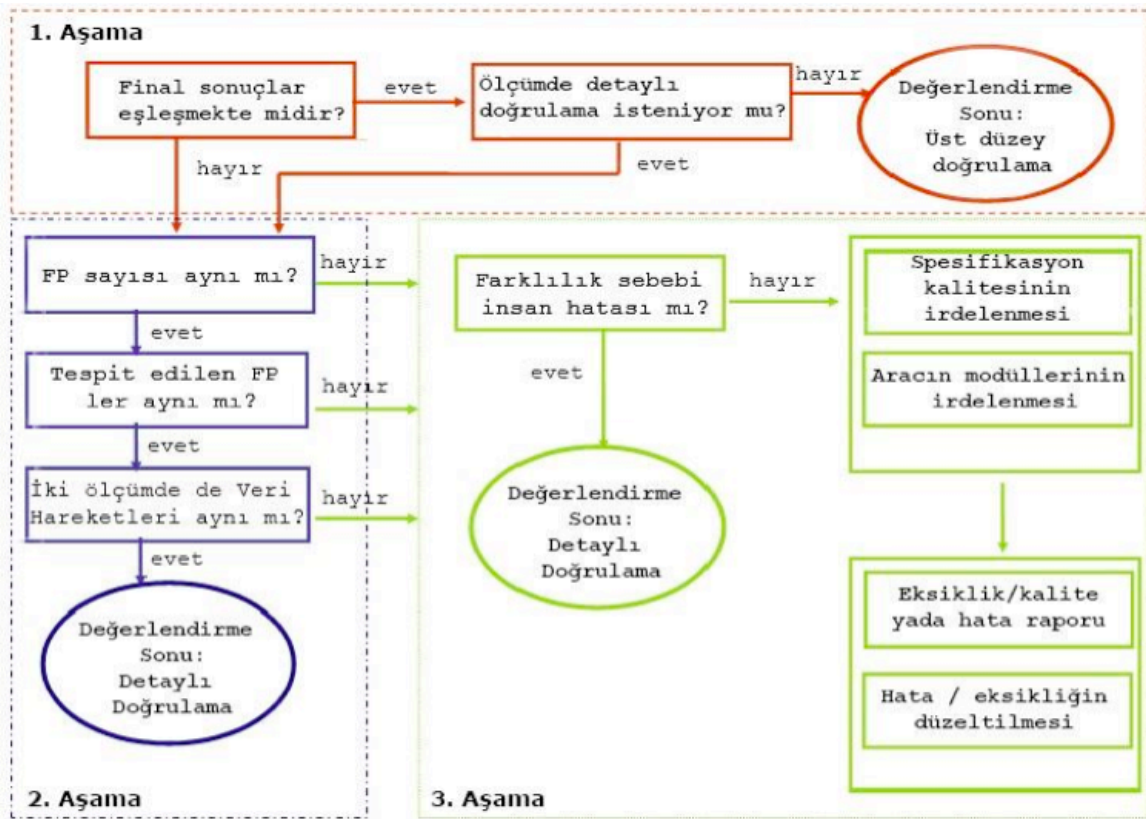 1. Aşama
Final sonuçlar
eşleşmekte midir?
evet
Ölçümde detaylı
doğrulama isteniyor mu?
hayır
Değerlendirme
Sonu:
Üst düzey
doğrulama
hayır
evet
FP sayısı aynı mı?
hayir
evet
Tespit edilen FP
ler aynı mı?
hayır
evet
İki ölçümde de Veri
Hareketleri aynı mı?
hayır
evet
Değerlendirme
Sonu:
Detaylı
Doğrulama
2. Aşama
Farklılık sebebi
insan hatası mı?
hayır
evet
Değerlendirme
Sonu:
Detaylı
Doğrulama
Spesifikasyon
kalitesinin
irdelenmesi
Aracın modüllerinin
irdelenmesi
Eksiklik/kalite
yada hata raporu
Hata / eksikliğin
düzeltilmesi
3. Aşama